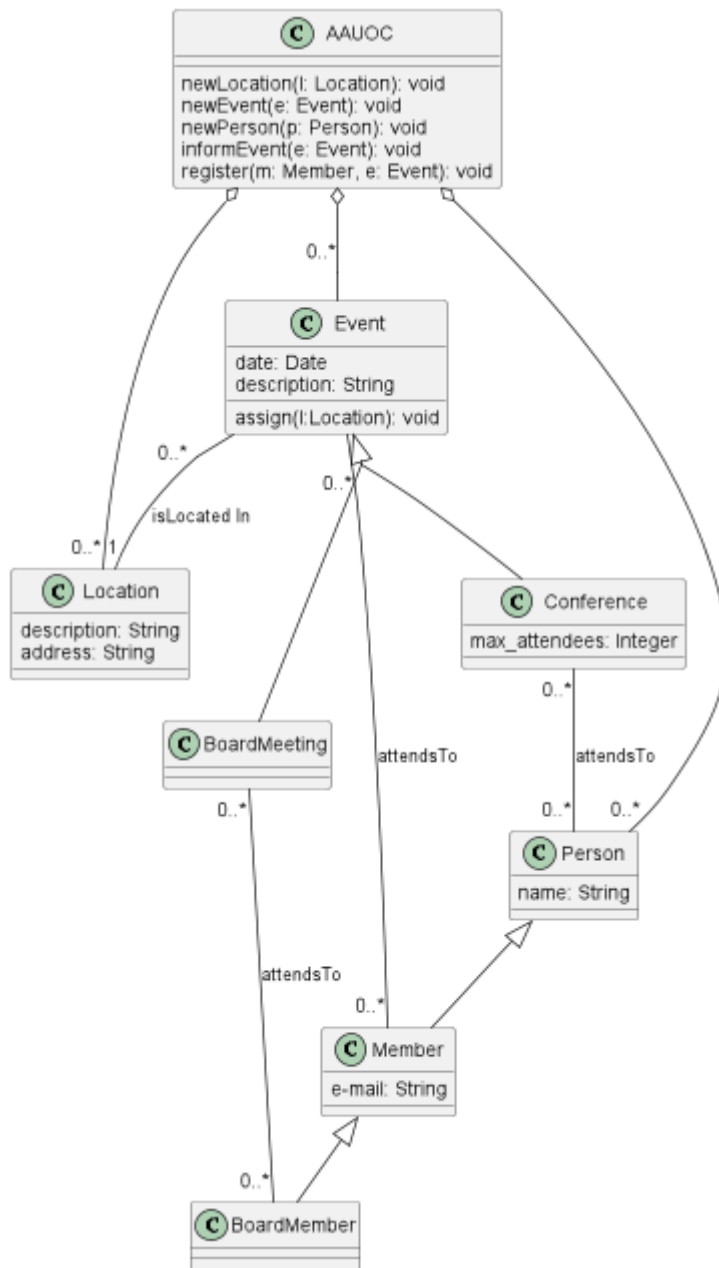 C AAUOC
newLocation(l: Location): void
newEvent(e: Event): void
newPerson(p: Person): void
informEvent(e: Event): void
register(m: Member, e: Event): void
0..*
C Event
date: Date
description: String
assign(l:Location): void
0..*
0..*
isLocated In
0..* 1
C Location
description: String
address: String
C Conference
max_attendees: Integer
0..*
C BoardMeeting
0..*
attendsTo
attendsTo
0..* 0..*
C Person
name: String
attendsTo
0..*
C Member
e-mail: String
0..*
C BoardMember